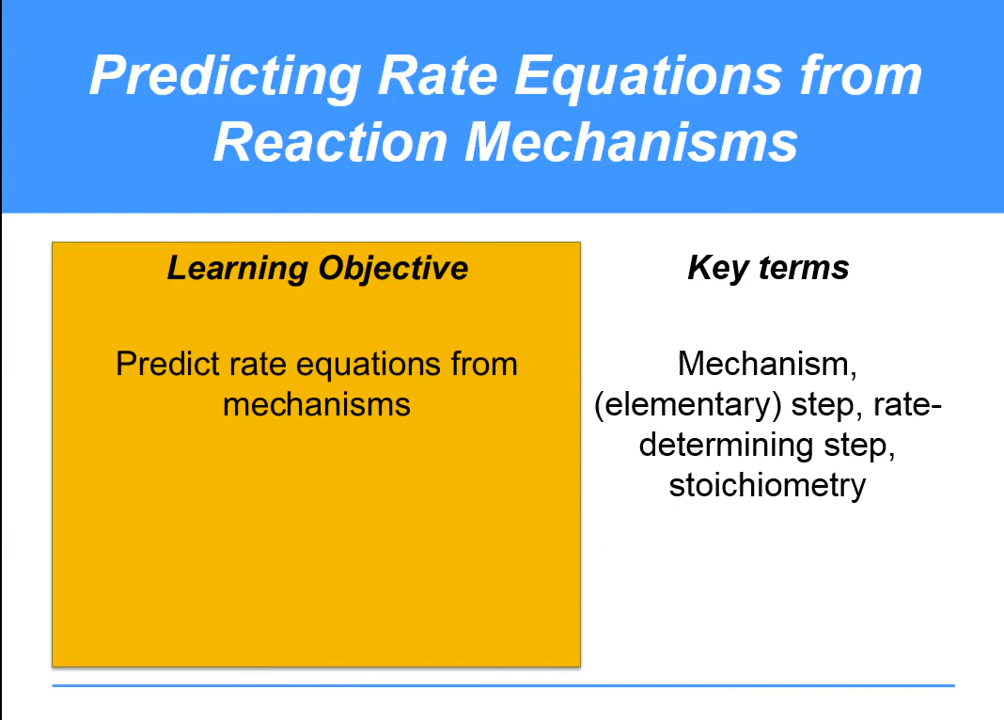 Predicting Rate Equations from
Reaction Mechanisms
Learning Objective
Predict rate equations from
mechanisms
Key terms
Mechanism,
(elementary) step, rate-
determining step,
stoichiometry